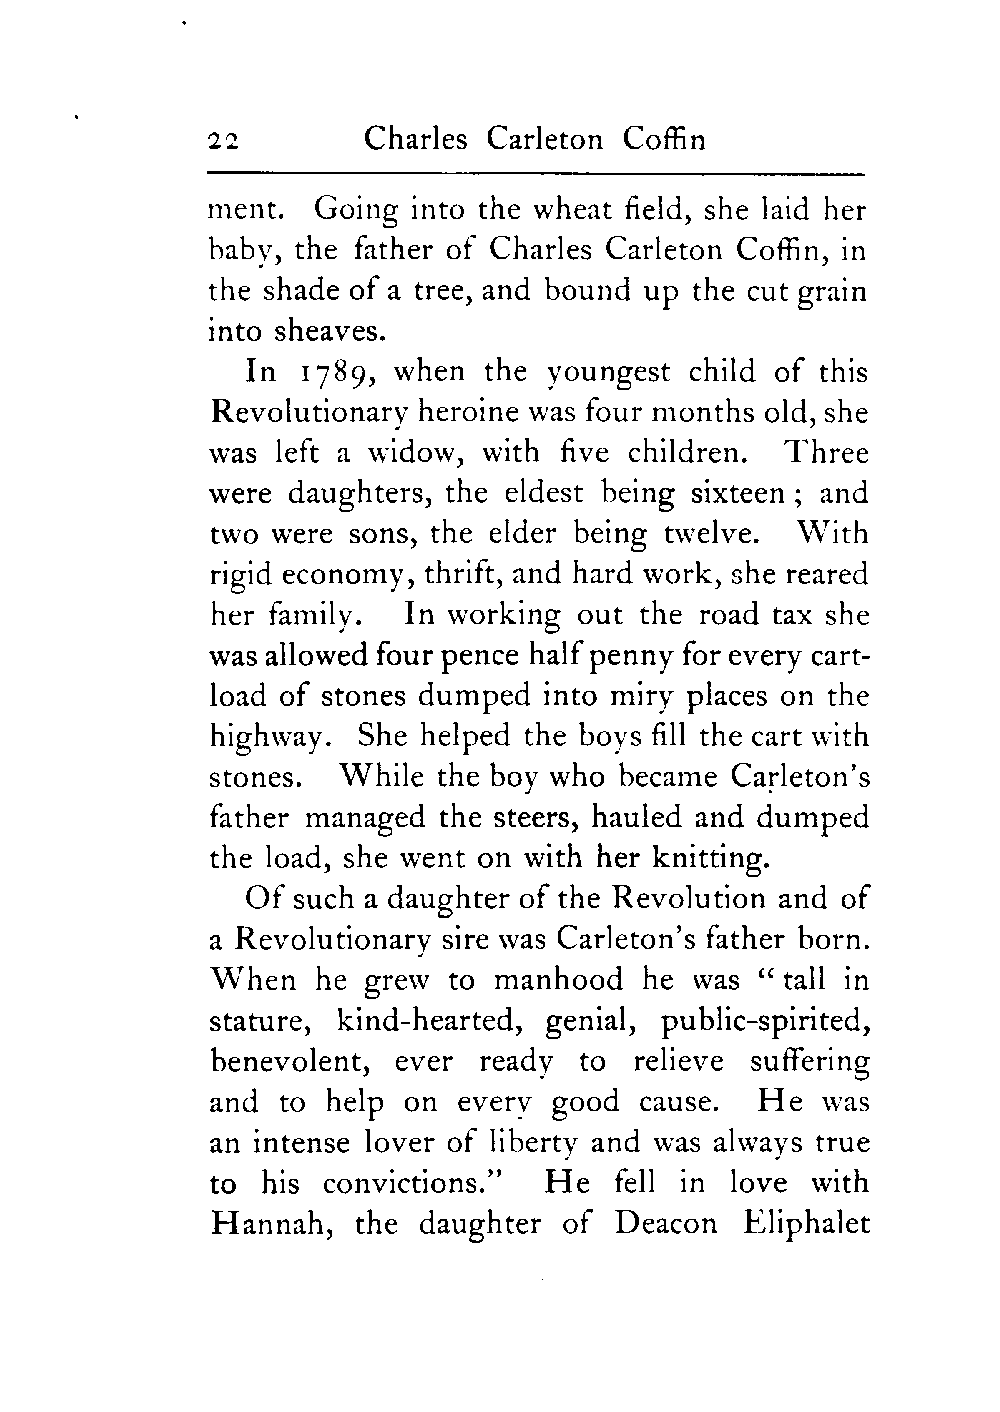 22 Charles Carleton Coffin
ment. Going into the wheat field, she laid her
baby, the father of Charles Carleton Coffin, in
the shade of a tree, and bound up the cut grain
into sheaves.
In 1789, when the youngest child of this
Revolutionary heroine was four months old, she
was left a widow, with five children. Three
were daughters, the eldest being sixteen ; and
two were sons, the elder being twelve. With
rigid economy, thrift, and hard work, she reared
her family. In working out the road tax she
was allowed four pence half penny for every cart-
load of stones dumped into miry places on the
highway. She helped the boys fill the cart with
stones. While the boy who became Carleton's
father managed the steers, hauled and dumped
the load, she went on with her knitting.
Of such a daughter of the Revolution and of
a Revolutionary sire was Carleton's father born.
When he grew to manhood he was “ tall in
stature, kind-hearted, genial, public-spirited,
benevolent, ever ready to relieve suffering
and to help on every good cause. He was
an intense lover of liberty and was always true
to his convictions.” He fell in love with
Hannah, the daughter of Deacon Eliphalet